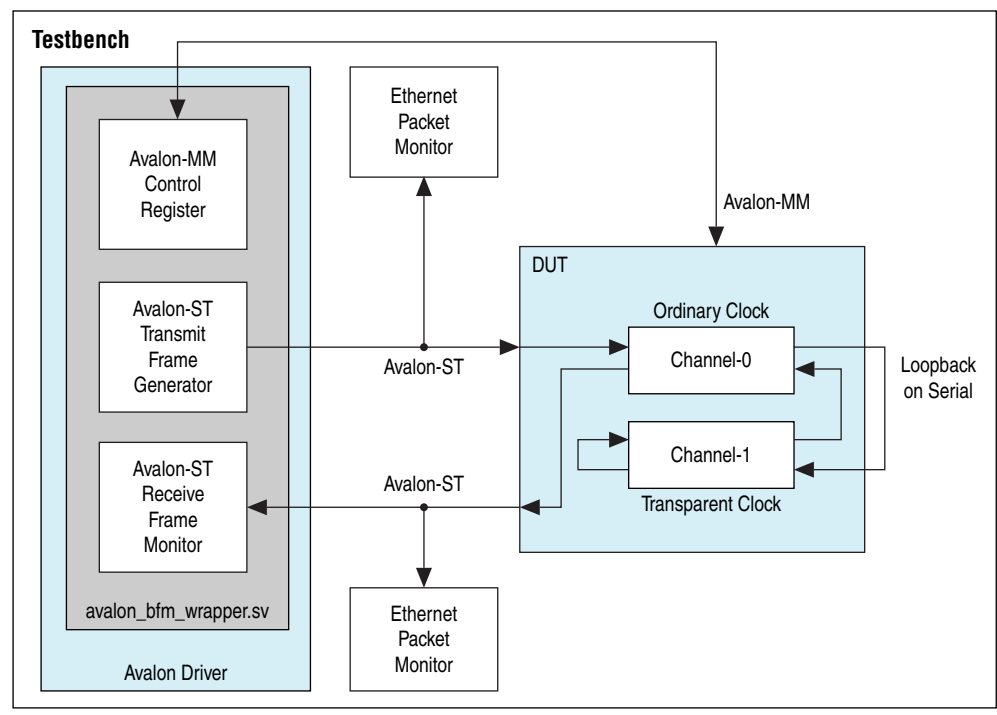 Testbench
Avalon-MM
Control
Register
Avalon-ST
Transmit
Frame
Generator
Avalon-ST
Receive
Frame
Monitor
avalon_bfm_wrapper.sv
Avalon Driver
Ethernet
Packet
Monitor
Avalon-ST
Avalon-ST
Ethernet
Packet
Monitor
Avalon-MM
DUT
Ordinary Clock
Channel-0
Channel-1
Transparent Clock
Loopback
on Serial